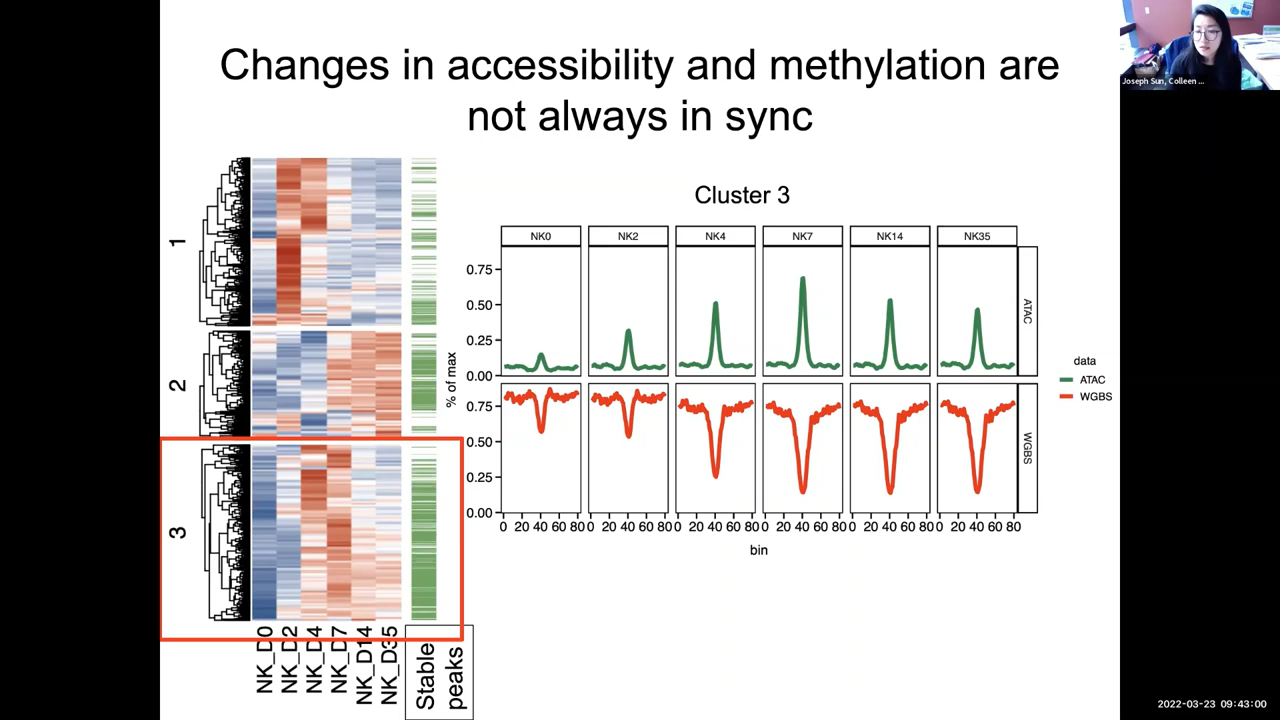 Changes in accessibility and methylation are
not always in sync
Joseph Sun, Colleen ...
1
2
3
NK_D0
NK_D2
NK_D4
NK_D7
NK_D14
NK_D35
Stable
peaks
Cluster 3
NK0 NK2 NK4 NK7 NK14 NK35
0.75
0.50
0.25
0.00
ATAC
% of max
0.75
0.50
0.25
0.00
WGBS
0 20 40 60 80 0 20 40 60 80 0 20 40 60 80 0 20 40 60 80 0 20 40 60 80 0 20 40 60 80
bin
data
ATAC
WGBS
2022-03-23 09:43:00